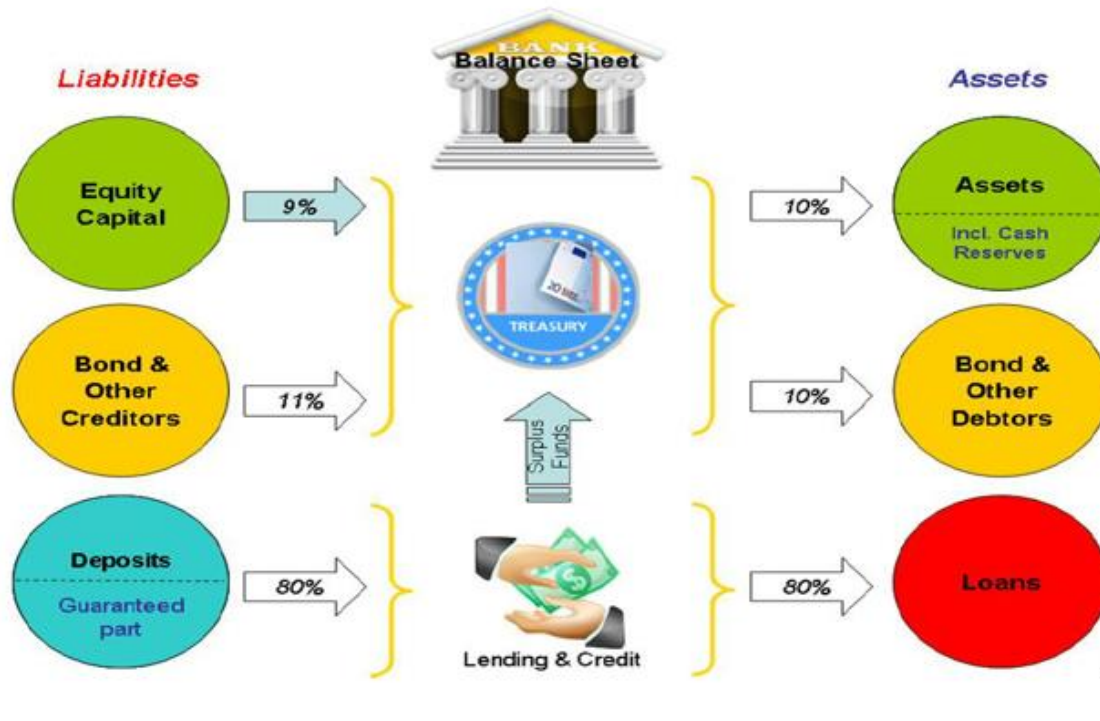 BANK
Balance Sheet
Liabilities
Assets
Equity
Capital
9%
10%
Assets
Incl. Cash
Reserves
TREASURY
Bond &
Other
Creditors
11%
10%
Bond &
Other
Debtors
Surplus
Funds
Deposits
Guaranteed
part
80%
80%
Loans
Lending & Credit